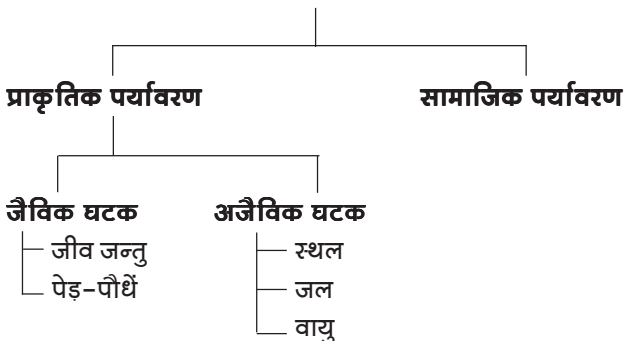 प्राकृतिक पर्यावरण सामाजिक पर्यावरण
जैविक घटक अजैविक घटक
जीव जन्तु स्थल
पेड़-पौधें जल
वायु